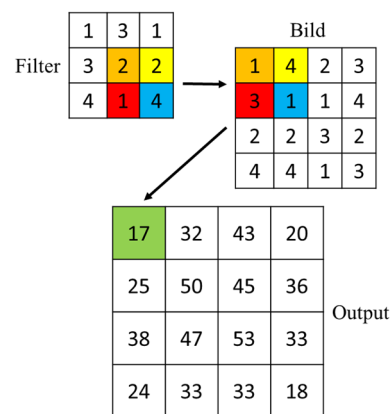 1 3 1
Filter 3 2 2
4 1 4
Bild
1 4 2 3
3 1 1 4
2 2 3 2
4 4 1 3
17 32 43 20
25 50 45 36
38 47 53 33
24 33 33 18
Output